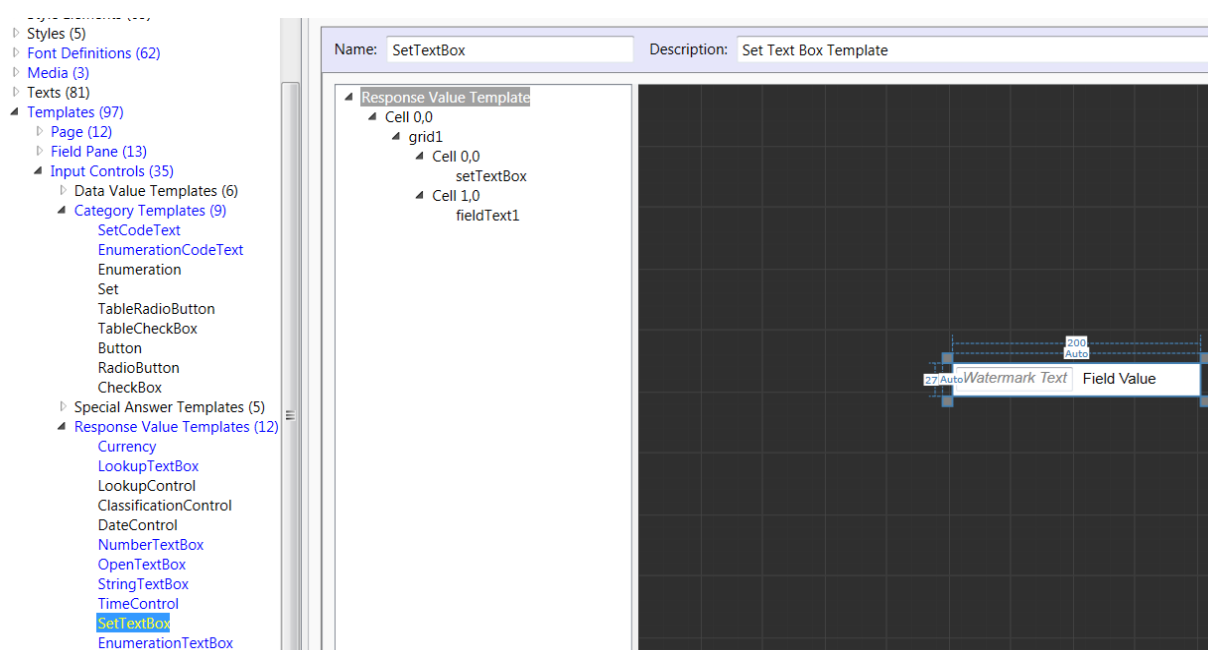 Styles (5)
Font Definitions (62)
Media (3)
Texts (81)
Templates (97)
Page (12)
Field Pane (13)
Input Controls (35)
Data Value Templates (6)
Category Templates (9)
SetCodeText
EnumerationCodeText
Enumeration
Set
TableRadioButton
TableCheckBox
Button
RadioButton
CheckBox
Special Answer Templates (5)
Response Value Templates (12)
Currency
LookupTextBox
LookupControl
ClassificationControl
DateControl
NumberTextBox
OpenTextBox
StringTextBox
TimeControl
SetTextBox
EnumerationTextBox
Name: SetTextBox Description: Set Text Box Template
Response Value Template
Cell 0,0
grid1
Cell 0,0
setTextBox
Cell 1,0
fieldText1
200
Auto
27 Auto Watermark Text Field Value